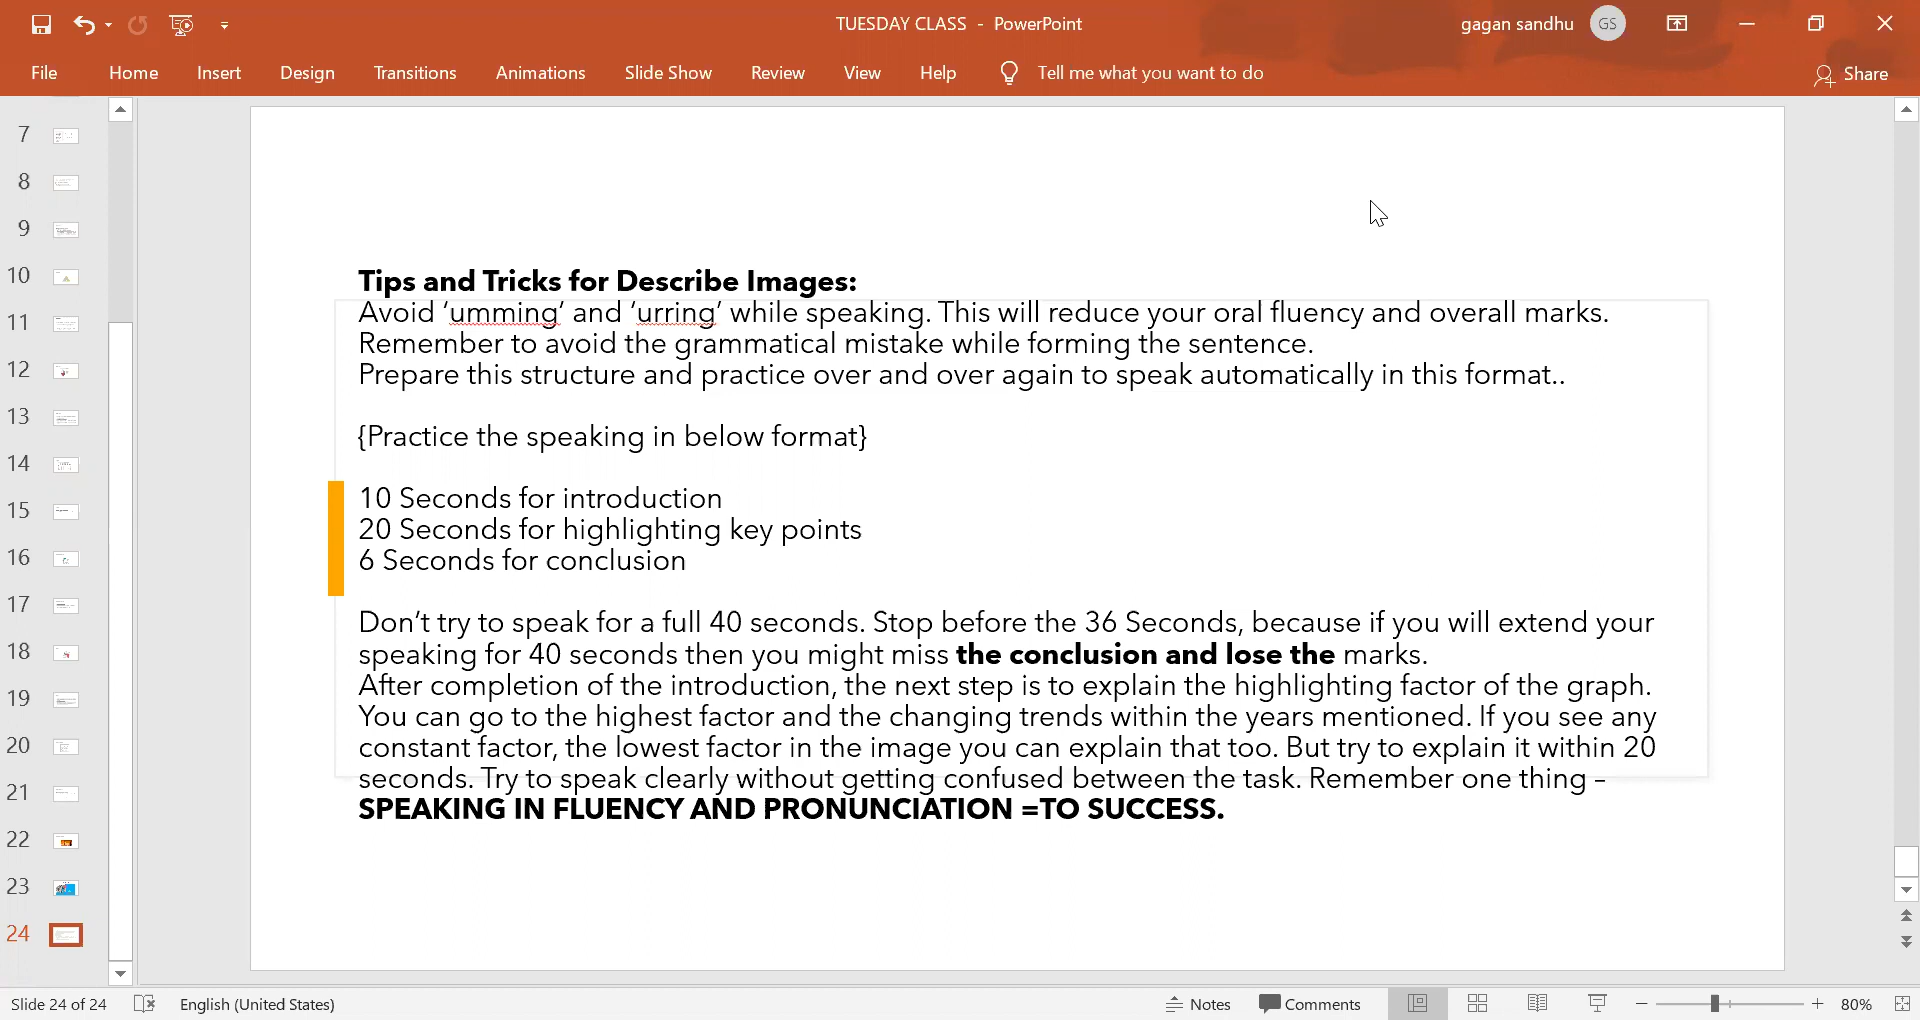 TUESDAY CLASS - PowerPoint
gagan sandhu GS
File Home Insert Design Transitions Animations Slide Show Review View Help Tell me what you want to do Share
7
8
9
10
11
12
13
14
15
16
17
18
19
20
21
22
23
24
Tips and Tricks for Describe Images:
Avoid ‘umming’ and ‘urring’ while speaking. This will reduce your oral fluency and overall marks.
Remember to avoid the grammatical mistake while forming the sentence.
Prepare this structure and practice over and over again to speak automatically in this format..
{Practice the speaking in below format}
10 Seconds for introduction
20 Seconds for highlighting key points
6 Seconds for conclusion
Don’t try to speak for a full 40 seconds. Stop before the 36 Seconds, because if you will extend your
speaking for 40 seconds then you might miss the conclusion and lose the marks.
After completion of the introduction, the next step is to explain the highlighting factor of the graph.
You can go to the highest factor and the changing trends within the years mentioned. If you see any
constant factor, the lowest factor in the image you can explain that too. But try to explain it within 20
seconds. Try to speak clearly without getting confused between the task. Remember one thing –
SPEAKING IN FLUENCY AND PRONUNCIATION =TO SUCCESS.
Slide 24 of 24 English (United States) Notes Comments 80%